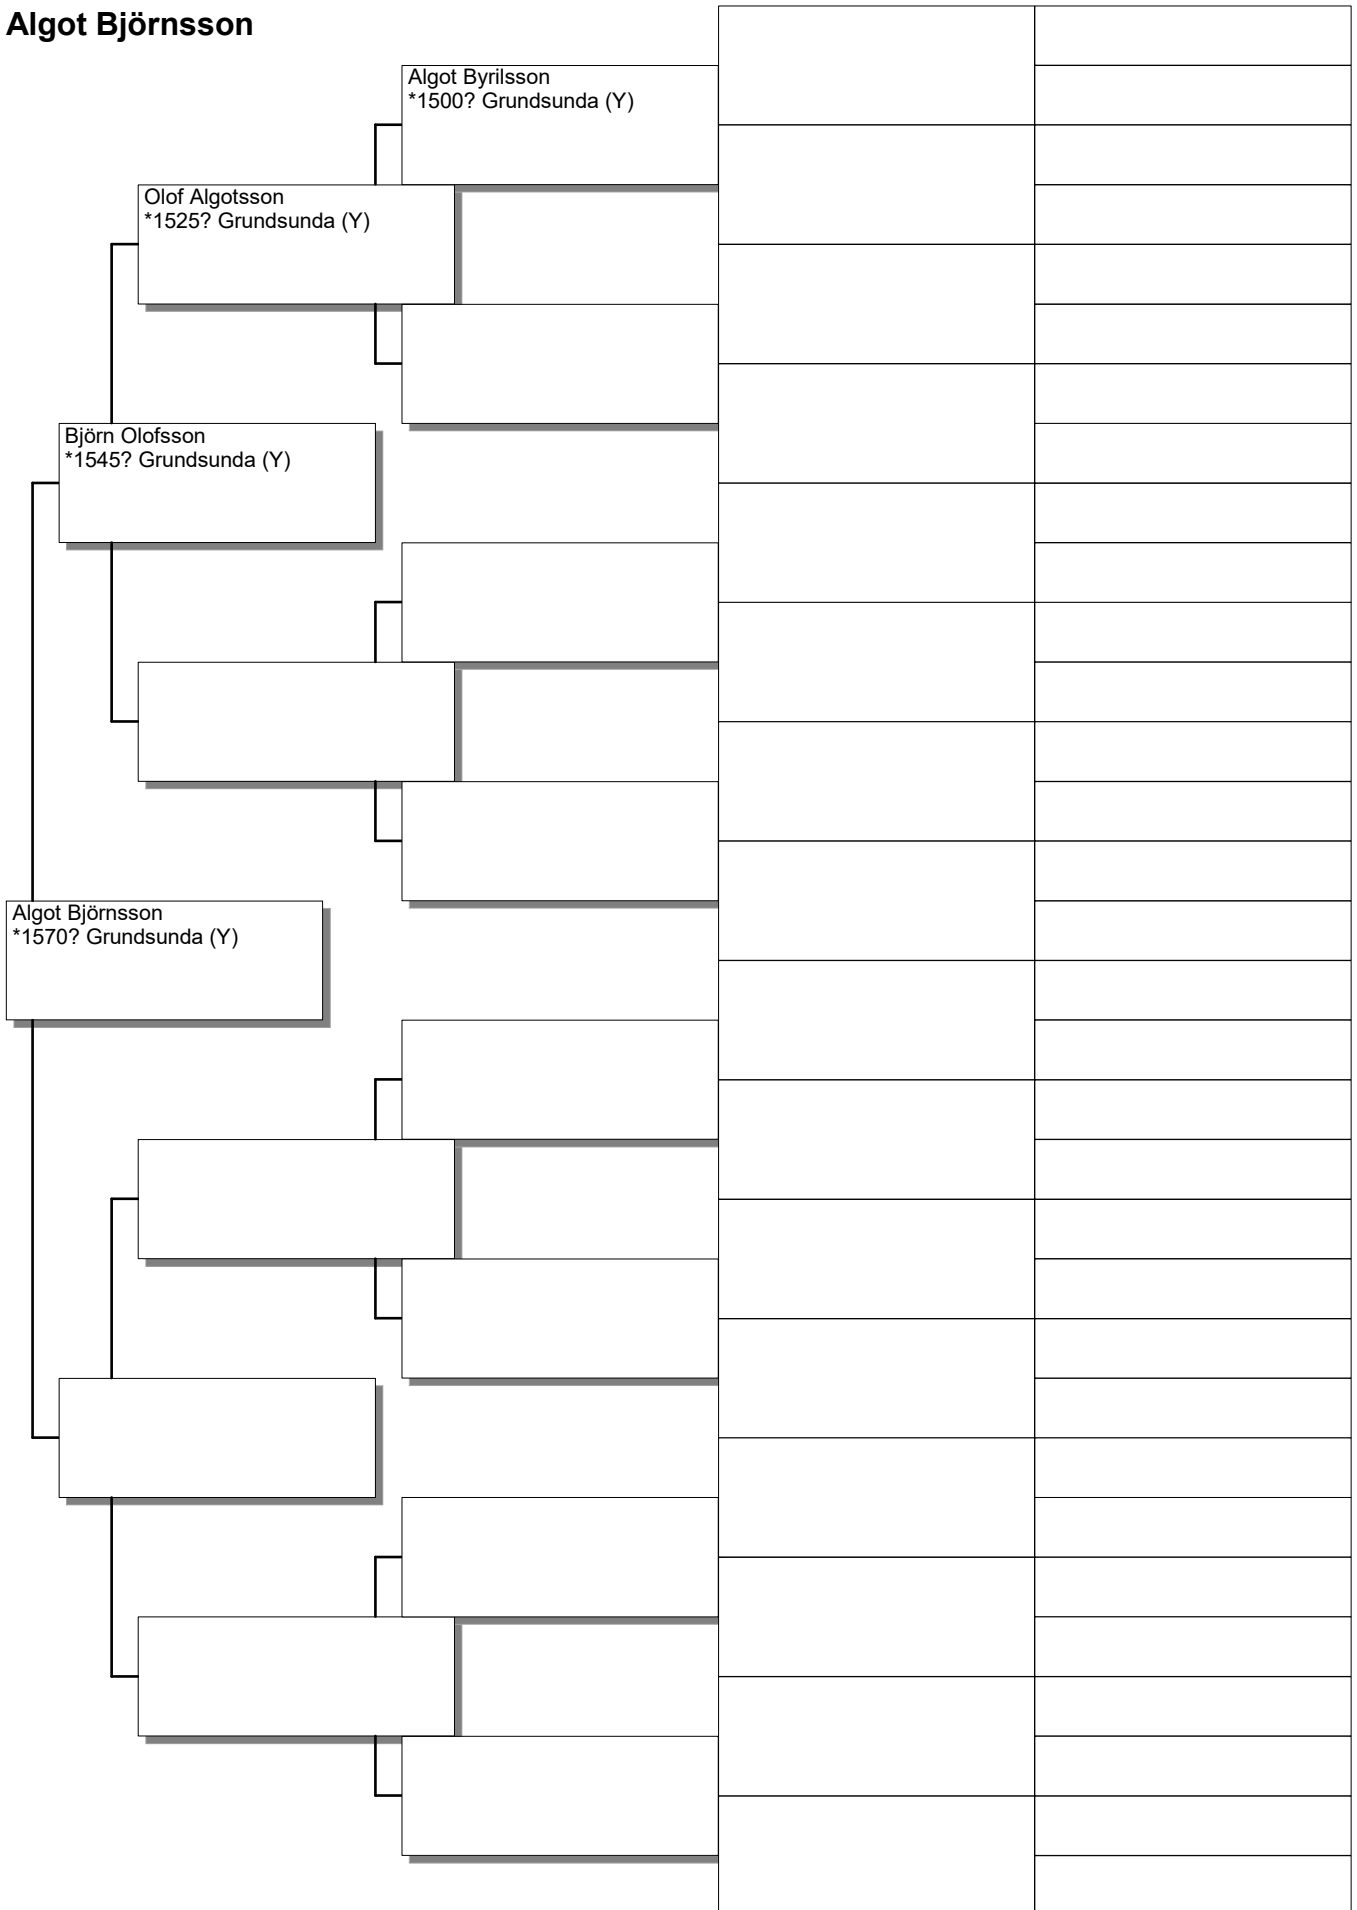 Algot Björnsson
Algot Byrilsson
*1500? Grundsunda (Y)
Olof Algotsson
*1525? Grundsunda (Y)
Björn Olofsson
*1545? Grundsunda (Y)
Algot Björnsson
*1570? Grundsunda (Y)